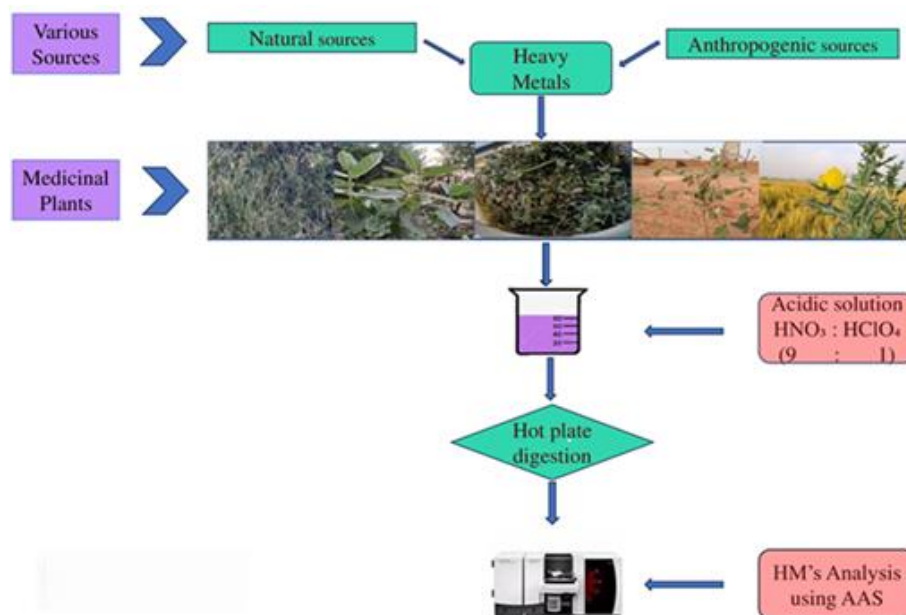 Various
Sources
Natural sources
Anthropogenic sources
Heavy
Metals
Medicinal
Plants
Acidic solution
HNO₃ : HClO₄
(9 : 1)
Hot plate
digestion
HM's Analysis
using AAS